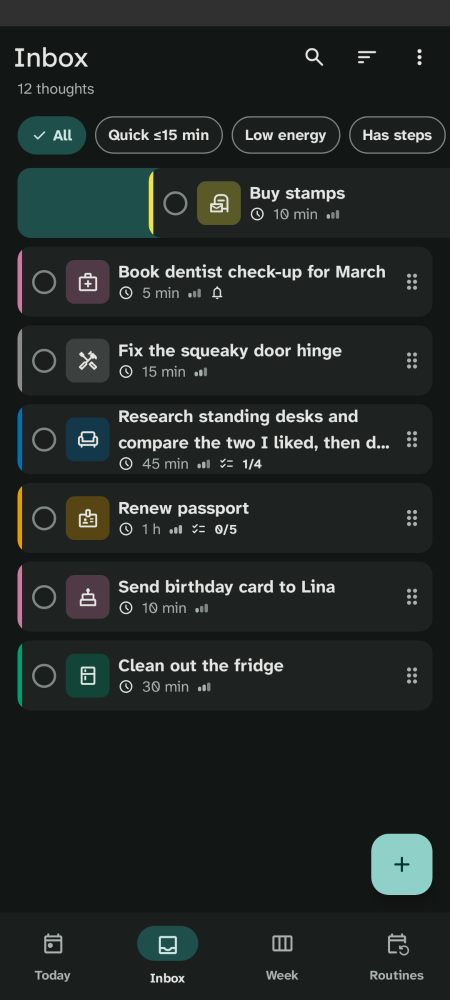 Inbox
12 thoughts
All
Quick ≤15 min
Low energy
Has steps
Buy stamps
10 min
Book dentist check-up for March
5 min
Fix the squeaky door hinge
15 min
Research standing desks and
compare the two I liked, then d...
45 min 1/4
Renew passport
1 h 0/5
Send birthday card to Lina
10 min
Clean out the fridge
30 min
Today
Inbox
Week
Routines